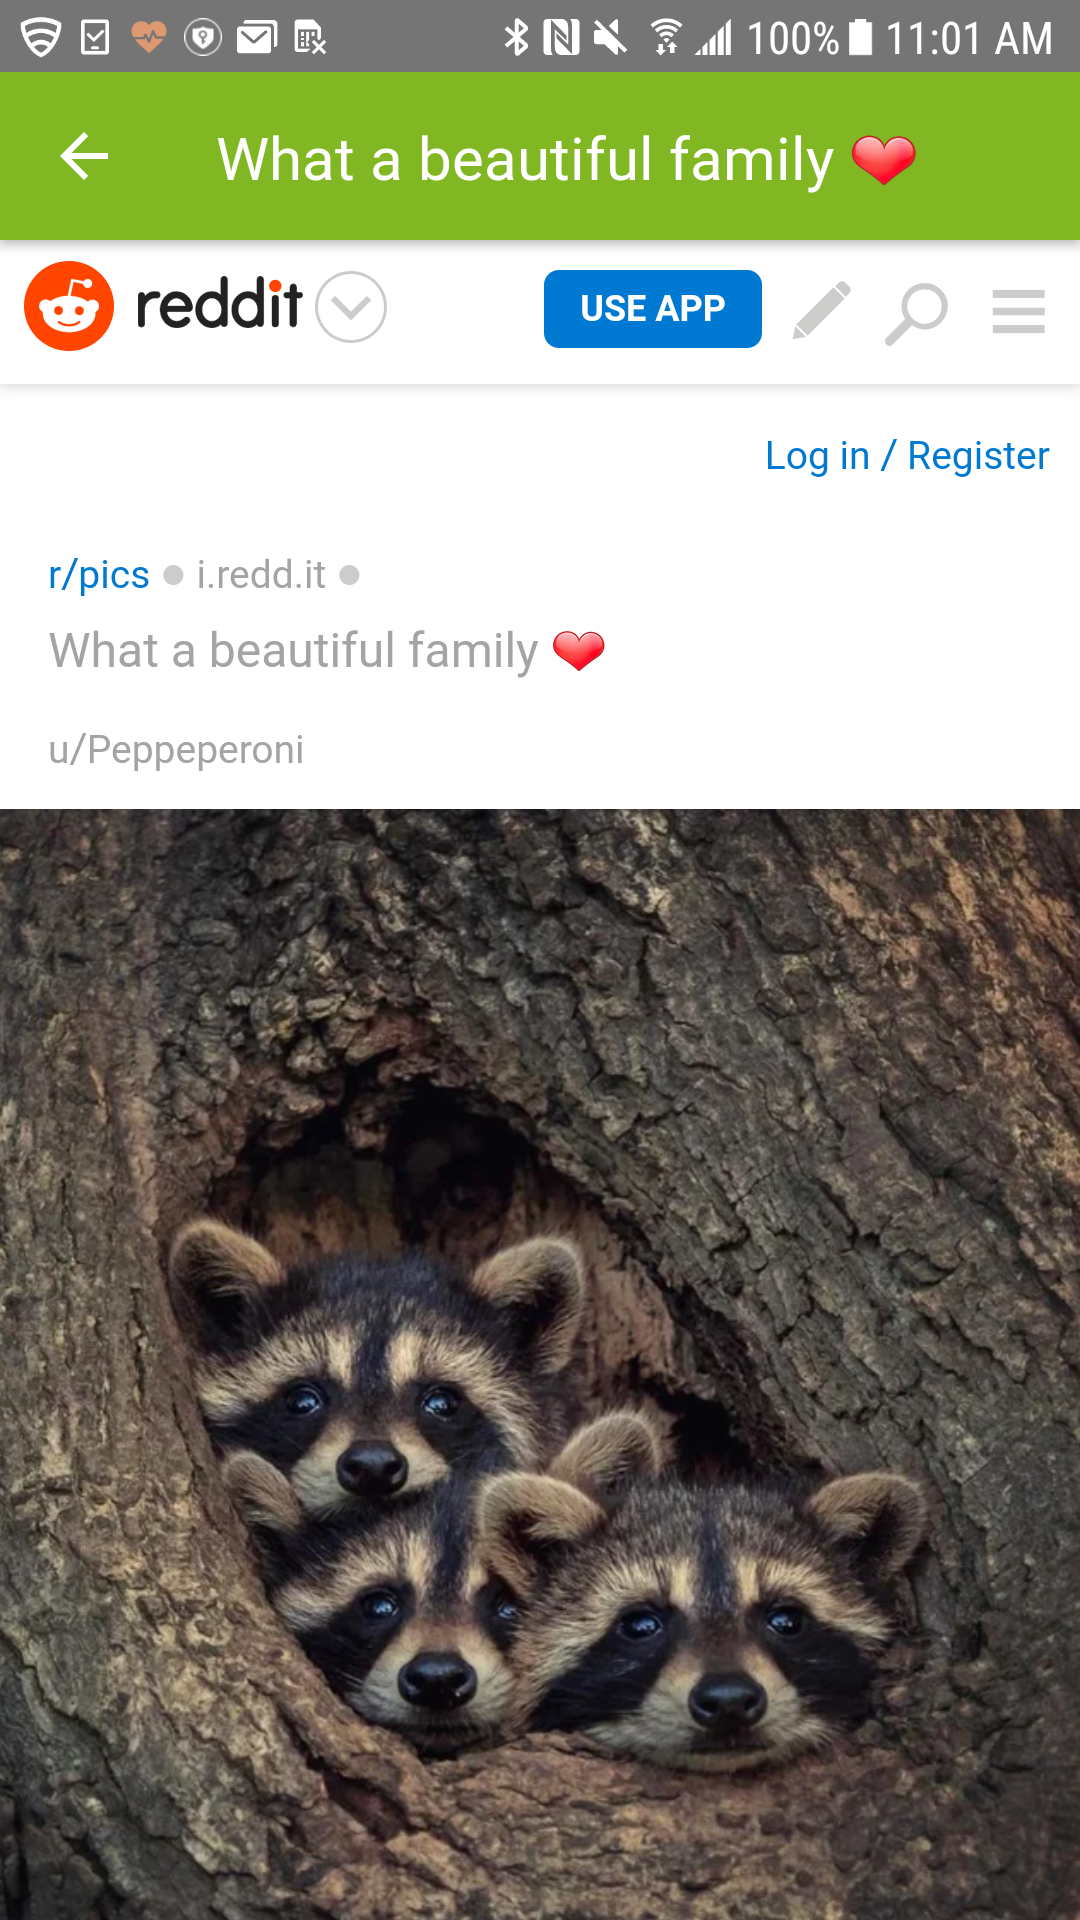 100% 11:01 AM
What a beautiful family ❤️
reddit
USE APP
Log in / Register
r/pics ● i.redd.it ●
What a beautiful family ❤️
u/Peppeperoni